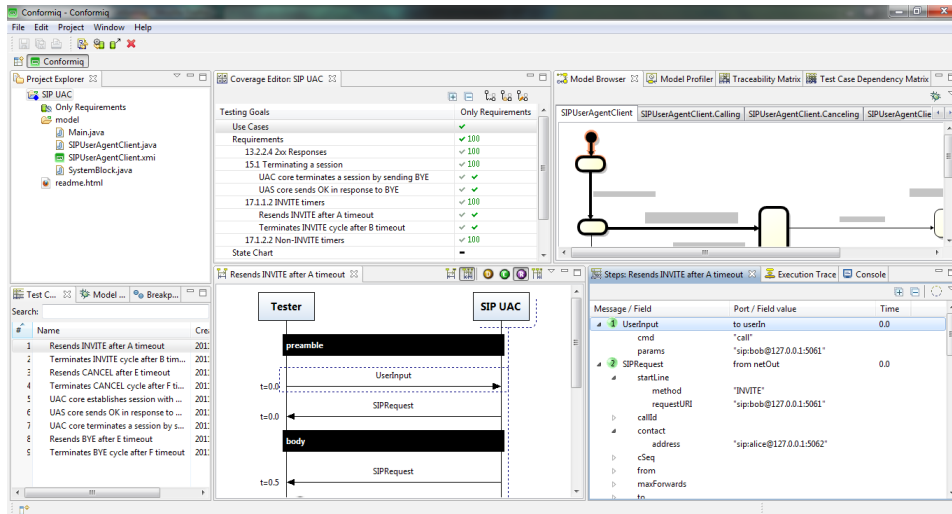 Conformiq - Conformiq
File Edit Project Window Help
Conformiq
Project Explorer
SIP UAC
Only Requirements
model
Main.java
SIPUserAgentClient.java
SIPUserAgentClient.xmi
SystemBlock.java
readme.html
Coverage Editor: SIP UAC
Testing Goals Only Requirements
Use Cases
Requirements 100
13.2.2.4 2xx Responses 100
15.1 Terminating a session 100
UAC core terminates a session by sending BYE
UAS core sends OK in response to BYE
17.1.1.2 INVITE timers 100
Resends INVITE after A timeout
Terminates INVITE cycle after B timeout
17.1.2.2 Non-INVITE timers 100
State Chart -
Model Browser Model Profiler Traceability Matrix Test Case Dependency Matrix
SIPUserAgentClient SIPUserAgentClient.Calling SIPUserAgentClient.Canceling SIPUserAgentClie
Test C... Model ... Breakp...
Search:
# Name Crea
1 Resends INVITE after A timeout 2011
2 Terminates INVITE cycle after B tim... 2011
3 Resends CANCEL after E timeout 2011
4 Terminates CANCEL cycle after F ti... 2011
5 UAC core establishes session with ... 2011
6 UAS core sends OK in response to ... 2011
7 UAC core terminates a session by s... 2011
8 Resends BYE after E timeout 2011
9 Terminates BYE cycle after F timeout 2011
Resends INVITE after A timeout
Tester SIP UAC
preamble
UserInput
t=0.0
SIPRequest
t=0.0
body
SIPRequest
t=0.5
Steps: Resends INVITE after A timeout Execution Trace Console
Message / Field Port / Field value Time
1 UserInput to userIn 0.0
cmd "call"
params "sip:bob@127.0.0.1:5061"
2 SIPRequest from netOut 0.0
startLine
method "INVITE"
requestURI "sip:bob@127.0.0.1:5061"
callId
contact
address "sip:alice@127.0.0.1:5062"
cSeq
from
maxForwards
to